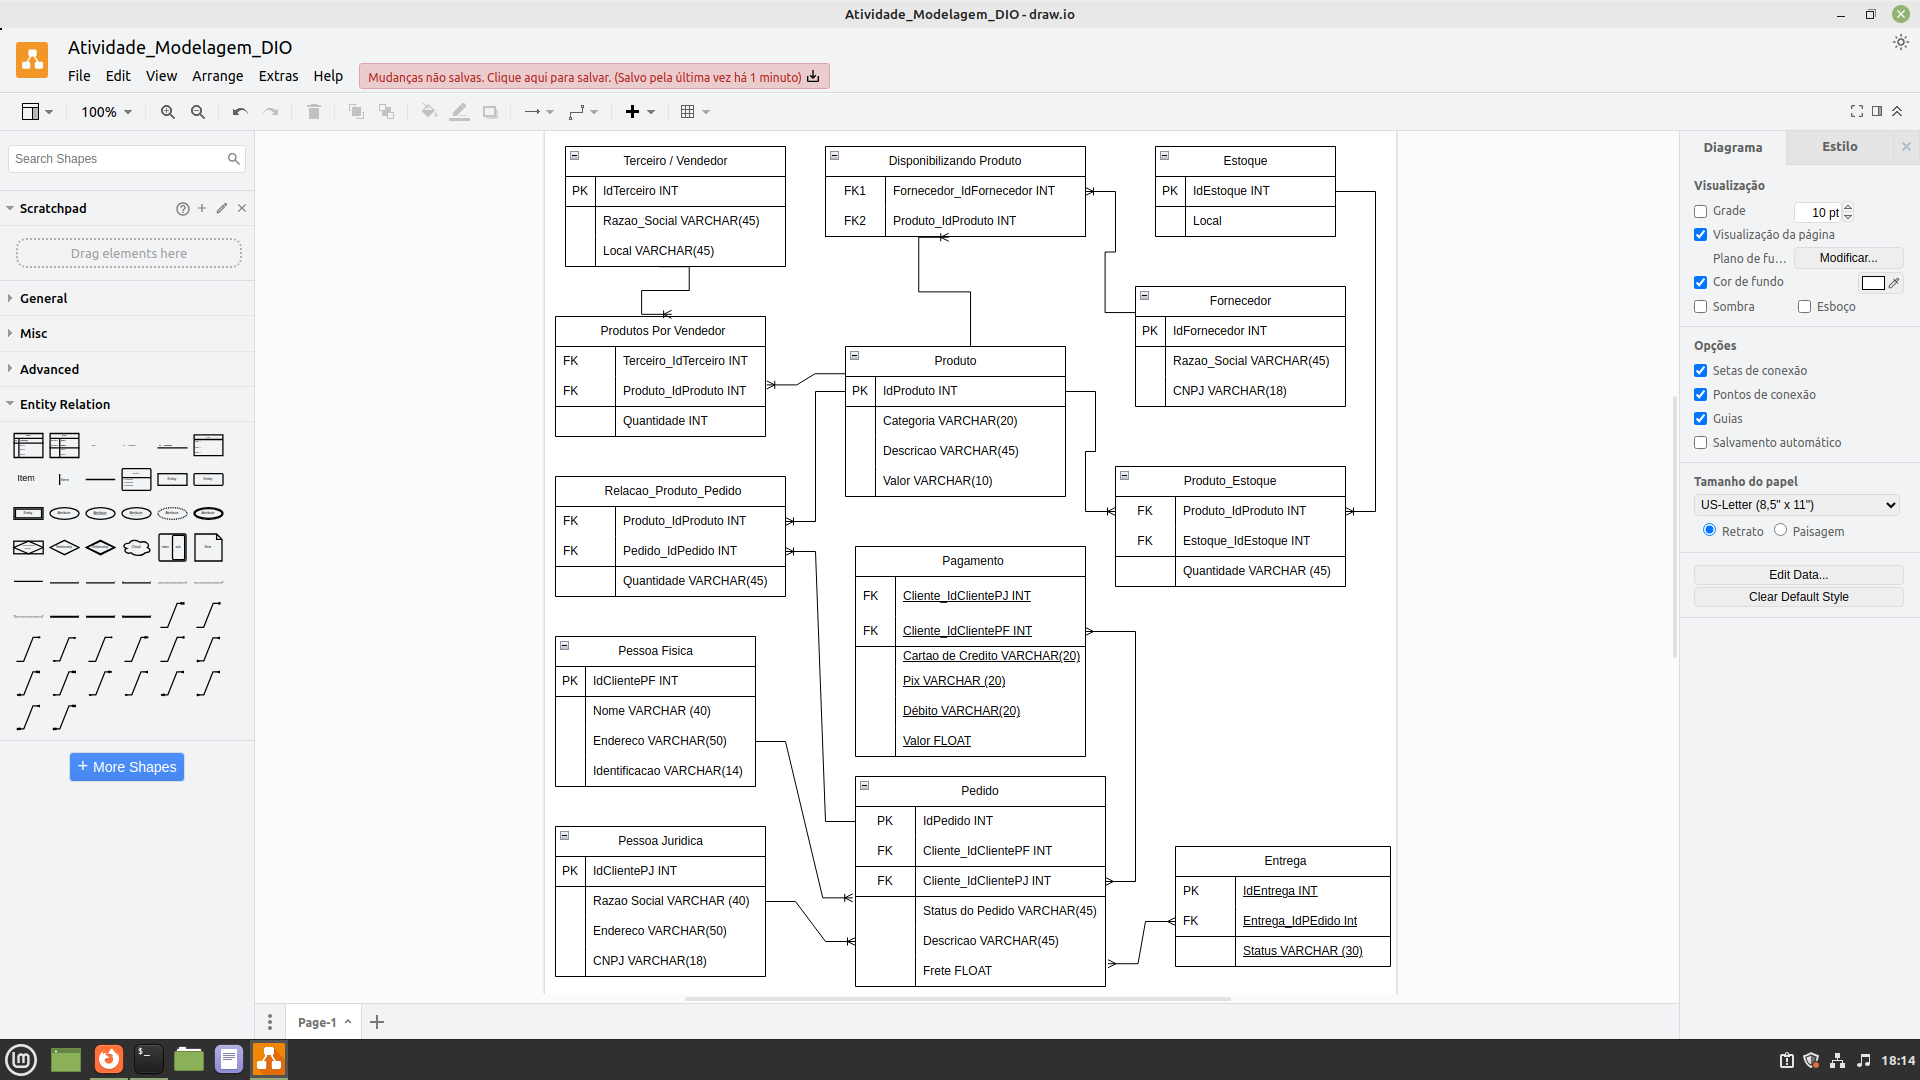 Atividade_Modelagem_DIO - draw.io
Atividade_Modelagem_DIO
File Edit View Arrange Extras Help
Mudanças não salvas. Clique aqui para salvar. (Salvo pela última vez há 1 minuto)
100%
Search Shapes
Scratchpad
Drag elements here
General
Misc
Advanced
Entity Relation
Item
+ More Shapes
Terceiro / Vendedor
PK IdTerceiro INT
Razao_Social VARCHAR(45)
Local VARCHAR(45)
Disponibilizando Produto
FK1 Fornecedor_IdFornecedor INT
FK2 Produto_IdProduto INT
Estoque
PK IdEstoque INT
Local
Fornecedor
PK IdFornecedor INT
Razao_Social VARCHAR(45)
CNPJ VARCHAR(18)
Produtos Por Vendedor
FK Terceiro_IdTerceiro INT
FK Produto_IdProduto INT
Quantidade INT
Produto
PK IdProduto INT
Categoria VARCHAR(20)
Descricao VARCHAR(45)
Valor VARCHAR(10)
Relacao_Produto_Pedido
FK Produto_IdProduto INT
FK Pedido_IdPedido INT
Quantidade VARCHAR(45)
Produto_Estoque
FK Produto_IdProduto INT
FK Estoque_IdEstoque INT
Quantidade VARCHAR (45)
Pagamento
FK Cliente_IdClientePJ INT
FK Cliente_IdClientePF INT
Cartao de Credito VARCHAR(20)
Pix VARCHAR (20)
Débito VARCHAR(20)
Valor FLOAT
Pessoa Fisica
PK IdClientePF INT
Nome VARCHAR (40)
Endereco VARCHAR(50)
Identificacao VARCHAR(14)
Pessoa Juridica
PK IdClientePJ INT
Razao Social VARCHAR (40)
Endereco VARCHAR(50)
CNPJ VARCHAR(18)
Pedido
PK IdPedido INT
FK Cliente_IdClientePF INT
FK Cliente_IdClientePJ INT
Status do Pedido VARCHAR(45)
Descricao VARCHAR(45)
Frete FLOAT
Entrega
PK IdEntrega INT
FK Entrega_IdPEdido Int
Status VARCHAR (30)
Diagrama Estilo
Visualização
Grade 10 pt
Visualização da página
Plano de fu... Modificar...
Cor de fundo
Sombra Esboço
Opções
Setas de conexão
Pontos de conexão
Guias
Salvamento automático
Tamanho do papel
US-Letter (8,5" x 11")
Retrato Paisagem
Edit Data...
Clear Default Style
Page-1
18:14